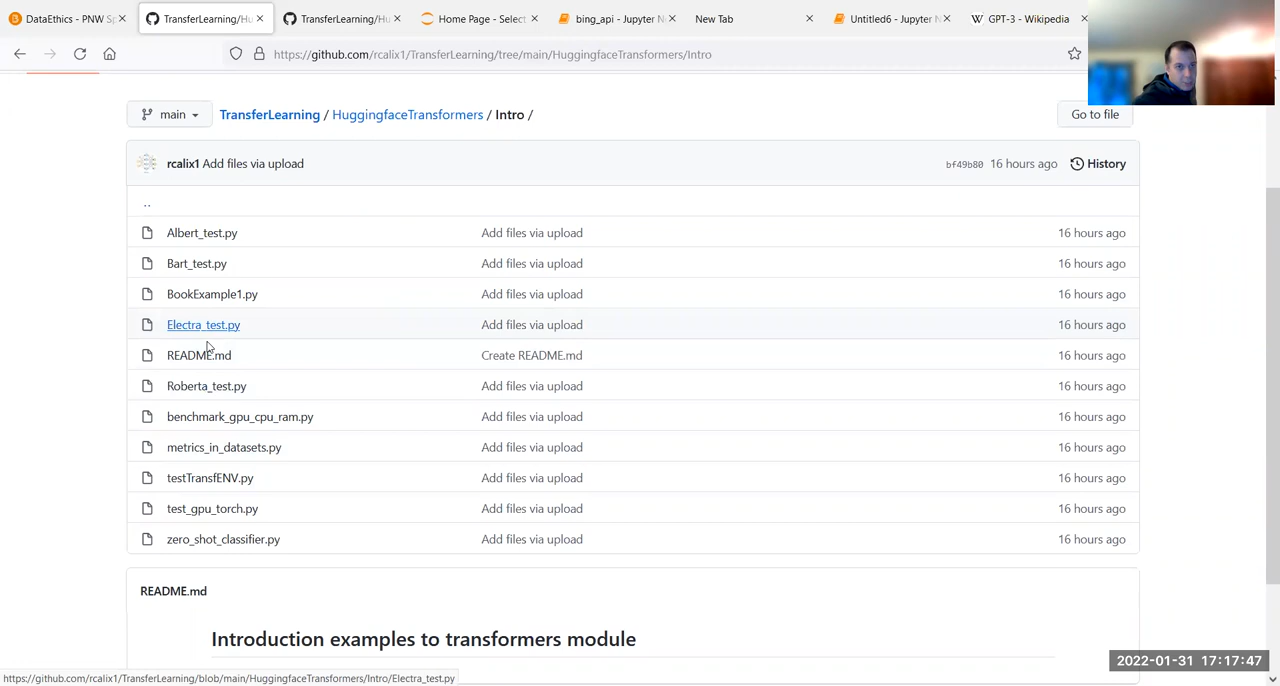 DataEthics - PNW Sp × TransferLearning/Hu × TransferLearning/Hu × Home Page - Select × bing_api - Jupyter N × New Tab × Untitled6 - Jupyter N × GPT-3 - Wikipedia ×
https://github.com/rcalix1/TransferLearning/tree/main/HuggingfaceTransformers/Intro
main TransferLearning / HuggingfaceTransformers / Intro / Go to file
rcalix1 Add files via upload bf49b80 16 hours ago History
..
Albert_test.py Add files via upload 16 hours ago
Bart_test.py Add files via upload 16 hours ago
BookExample1.py Add files via upload 16 hours ago
Electra_test.py Add files via upload 16 hours ago
README.md Create README.md 16 hours ago
Roberta_test.py Add files via upload 16 hours ago
benchmark_gpu_cpu_ram.py Add files via upload 16 hours ago
metrics_in_datasets.py Add files via upload 16 hours ago
testTransfENV.py Add files via upload 16 hours ago
test_gpu_torch.py Add files via upload 16 hours ago
zero_shot_classifier.py Add files via upload 16 hours ago
README.md
Introduction examples to transformers module
2022-01-31 17:17:47
https://github.com/rcalix1/TransferLearning/blob/main/HuggingfaceTransformers/Intro/Electra_test.py